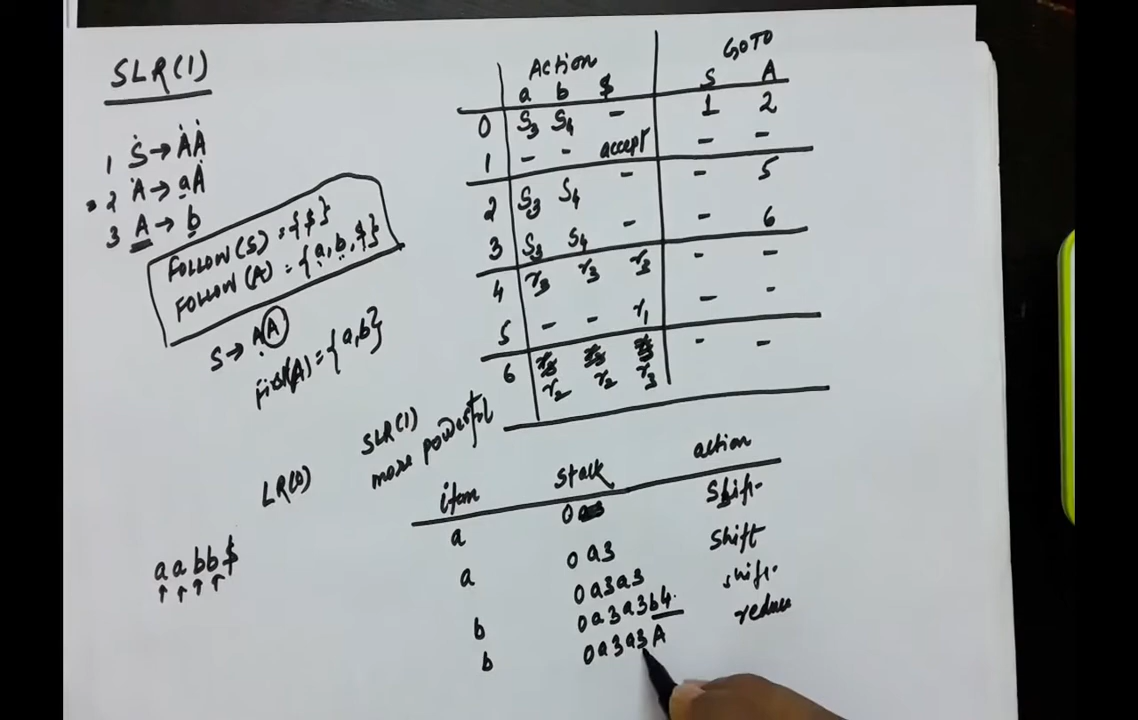 SLR(1)
1 S → AA
2 A → aA
3 A → b
FOLLOW(S) = {$}
FOLLOW(A) = {a, b, $}
S → AA
First(A) = {a, b}
LR(0)
SLR(1)
more powerful
aabb$
Action GOTO
a b $ S A
0 S3 S4 - 1 2
1 - - accept - -
2 S3 S4 - - 5
3 S3 S4 - - 6
4 r3 r3 r3 - -
5 - - r1 - -
6 r2 r2 r3 - -
item stack action
a 0 Shift
a 0a3 Shift
0a3a3 shift
b 0a3a3b4 reduce
b 0a3a3A